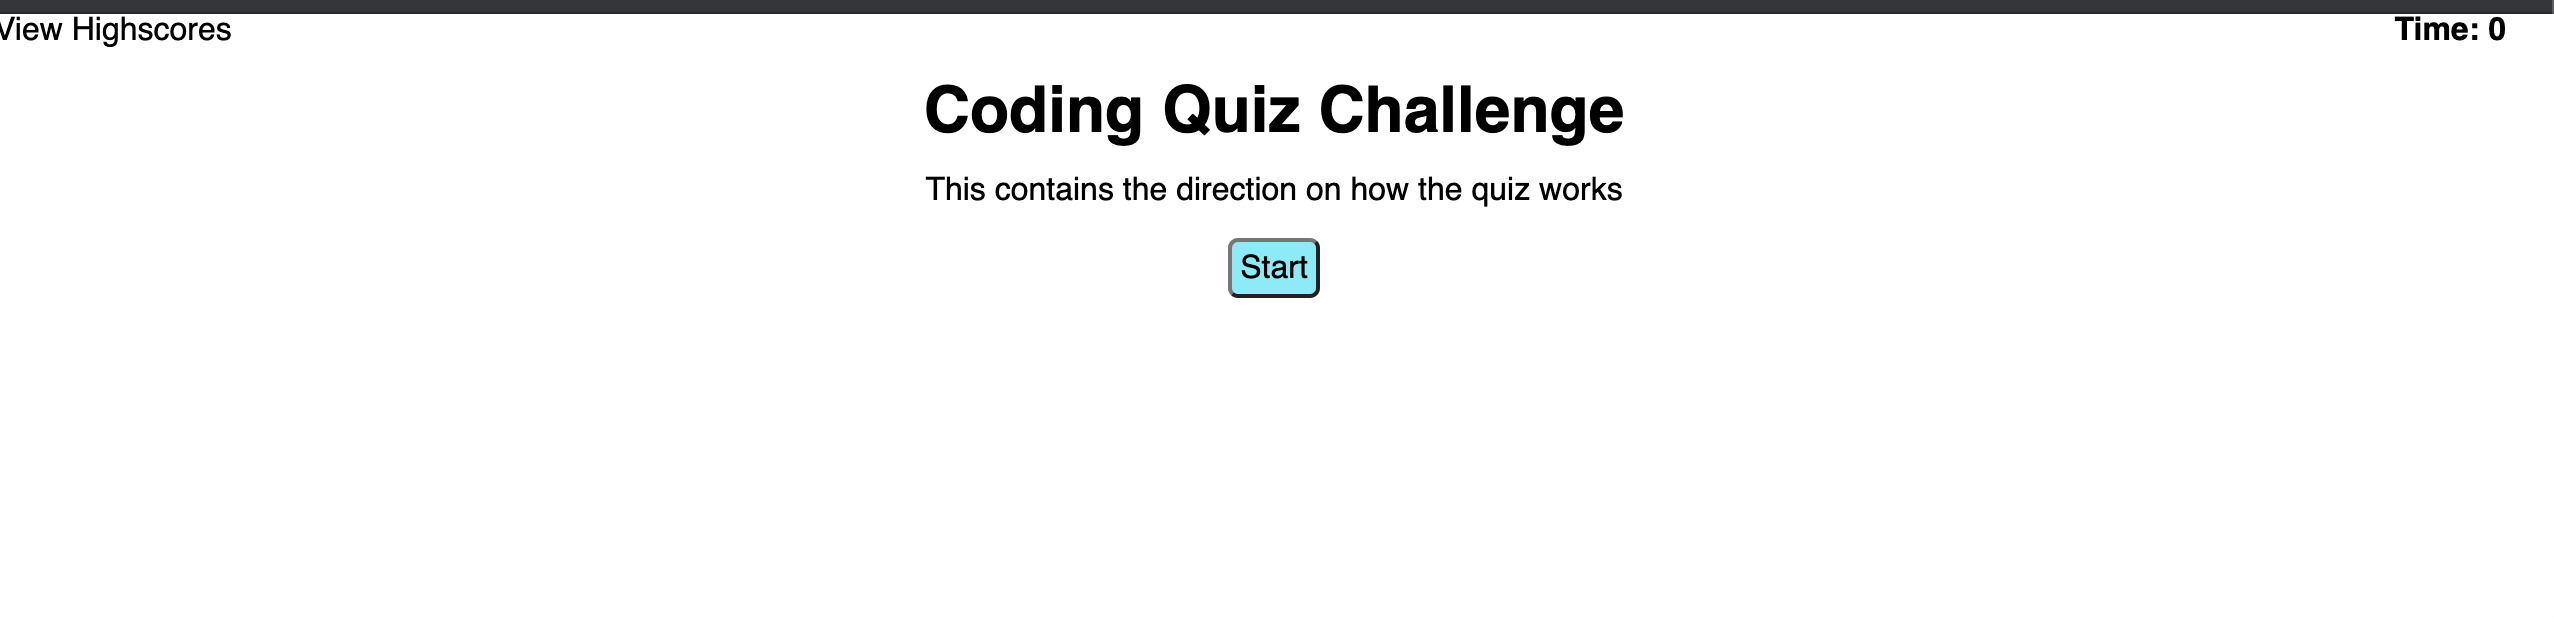 View Highscores
Time: 0
Coding Quiz Challenge
This contains the direction on how the quiz works
Start